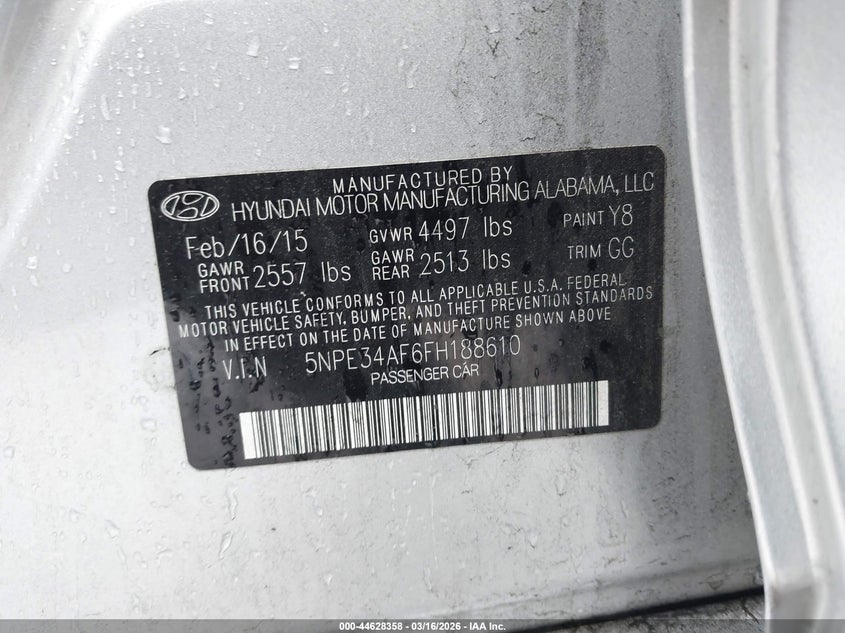 MANUFACTURED BY
HYUNDAI MOTOR MANUFACTURING ALABAMA, LLC
Feb/16/15 GVWR 4497 lbs PAINT Y8
GAWR FRONT 2557 lbs GAWR REAR 2513 lbs TRIM GG
THIS VEHICLE CONFORMS TO ALL APPLICABLE U.S.A. FEDERAL
MOTOR VEHICLE SAFETY, BUMPER, AND THEFT PREVENTION STANDARDS
IN EFFECT ON THE DATE OF MANUFACTURE SHOWN ABOVE
V.I.N 5NPE34AF6FH188610
PASSENGER CAR
000-44628358 - 03/16/2026 - IAA Inc.